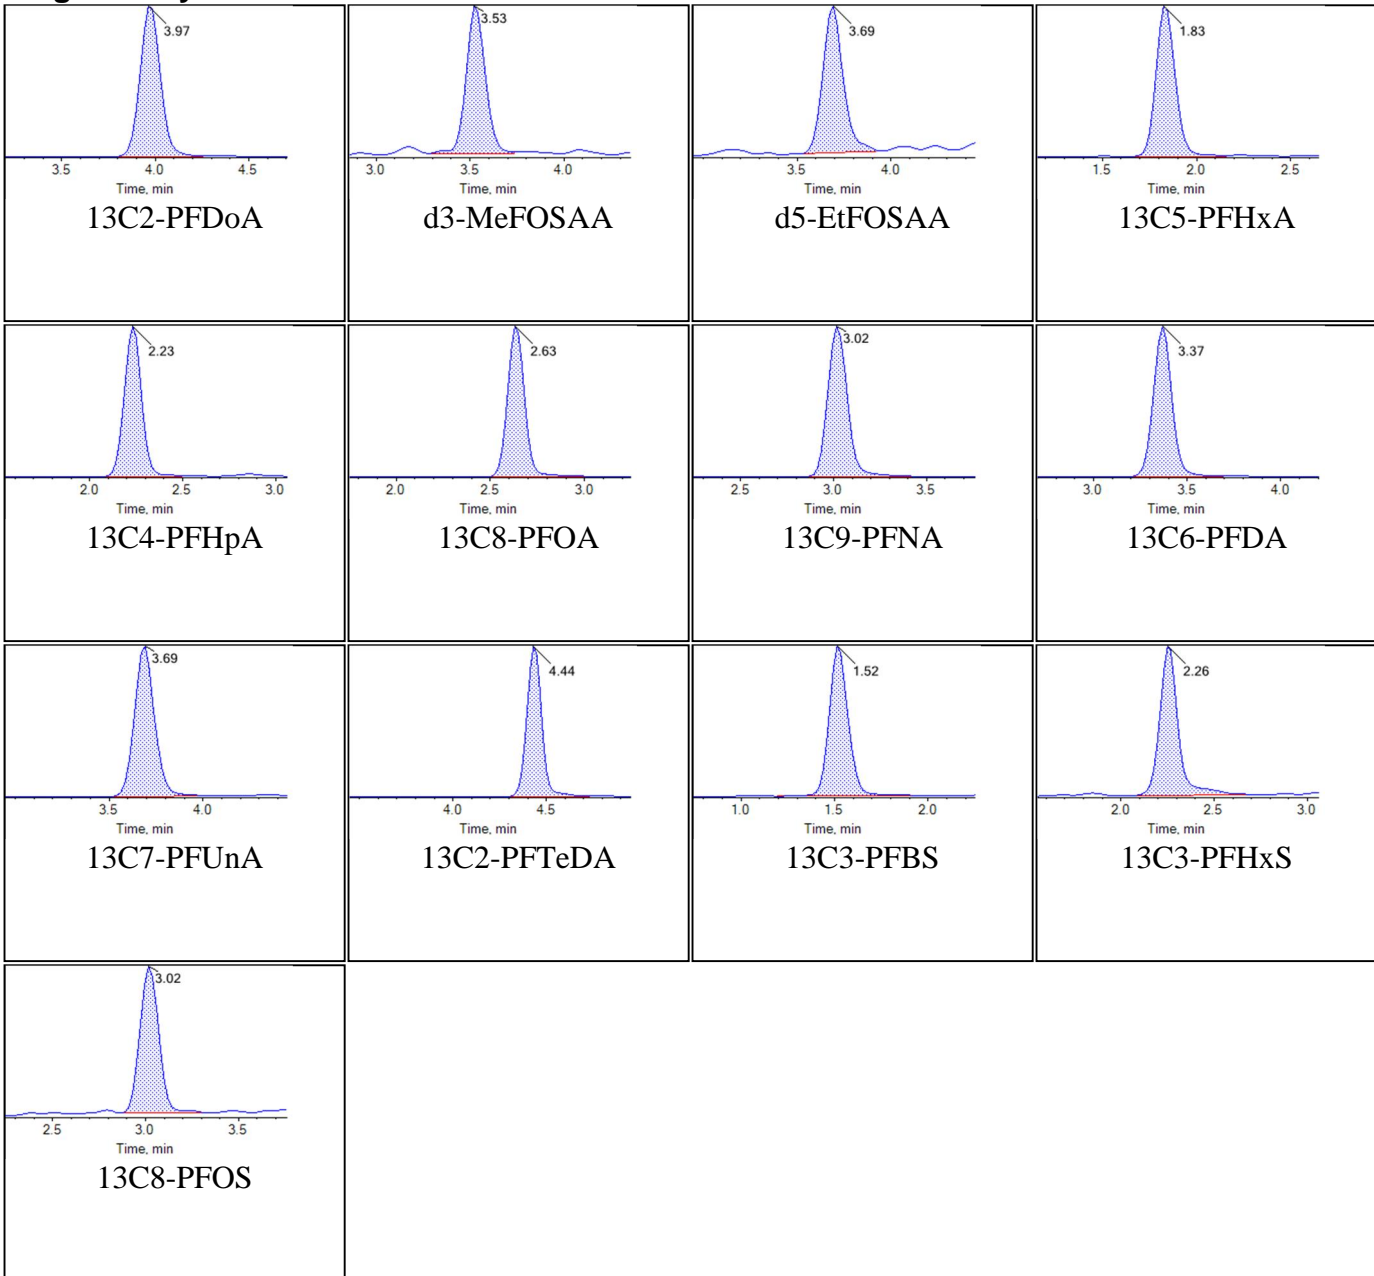 3.97
3.5 4.0 4.5
Time, min
13C2-PFDoA
3.53
3.0 3.5 4.0
Time, min
d3-MeFOSAA
3.69
3.5 4.0
Time, min
d5-EtFOSAA
1.83
1.5 2.0 2.5
Time, min
13C5-PFHxA
2.23
2.0 2.5 3.0
Time, min
13C4-PFHpA
2.63
2.0 2.5 3.0
Time, min
13C8-PFOA
3.02
2.5 3.0 3.5
Time, min
13C9-PFNA
3.37
3.0 3.5 4.0
Time, min
13C6-PFDA
3.69
3.5 4.0
Time, min
13C7-PFUnA
4.44
4.0 4.5
Time, min
13C2-PFTeDA
1.52
1.0 1.5 2.0
Time, min
13C3-PFBS
2.26
2.0 2.5 3.0
Time, min
13C3-PFHxS
3.02
2.5 3.0 3.5
Time, min
13C8-PFOS